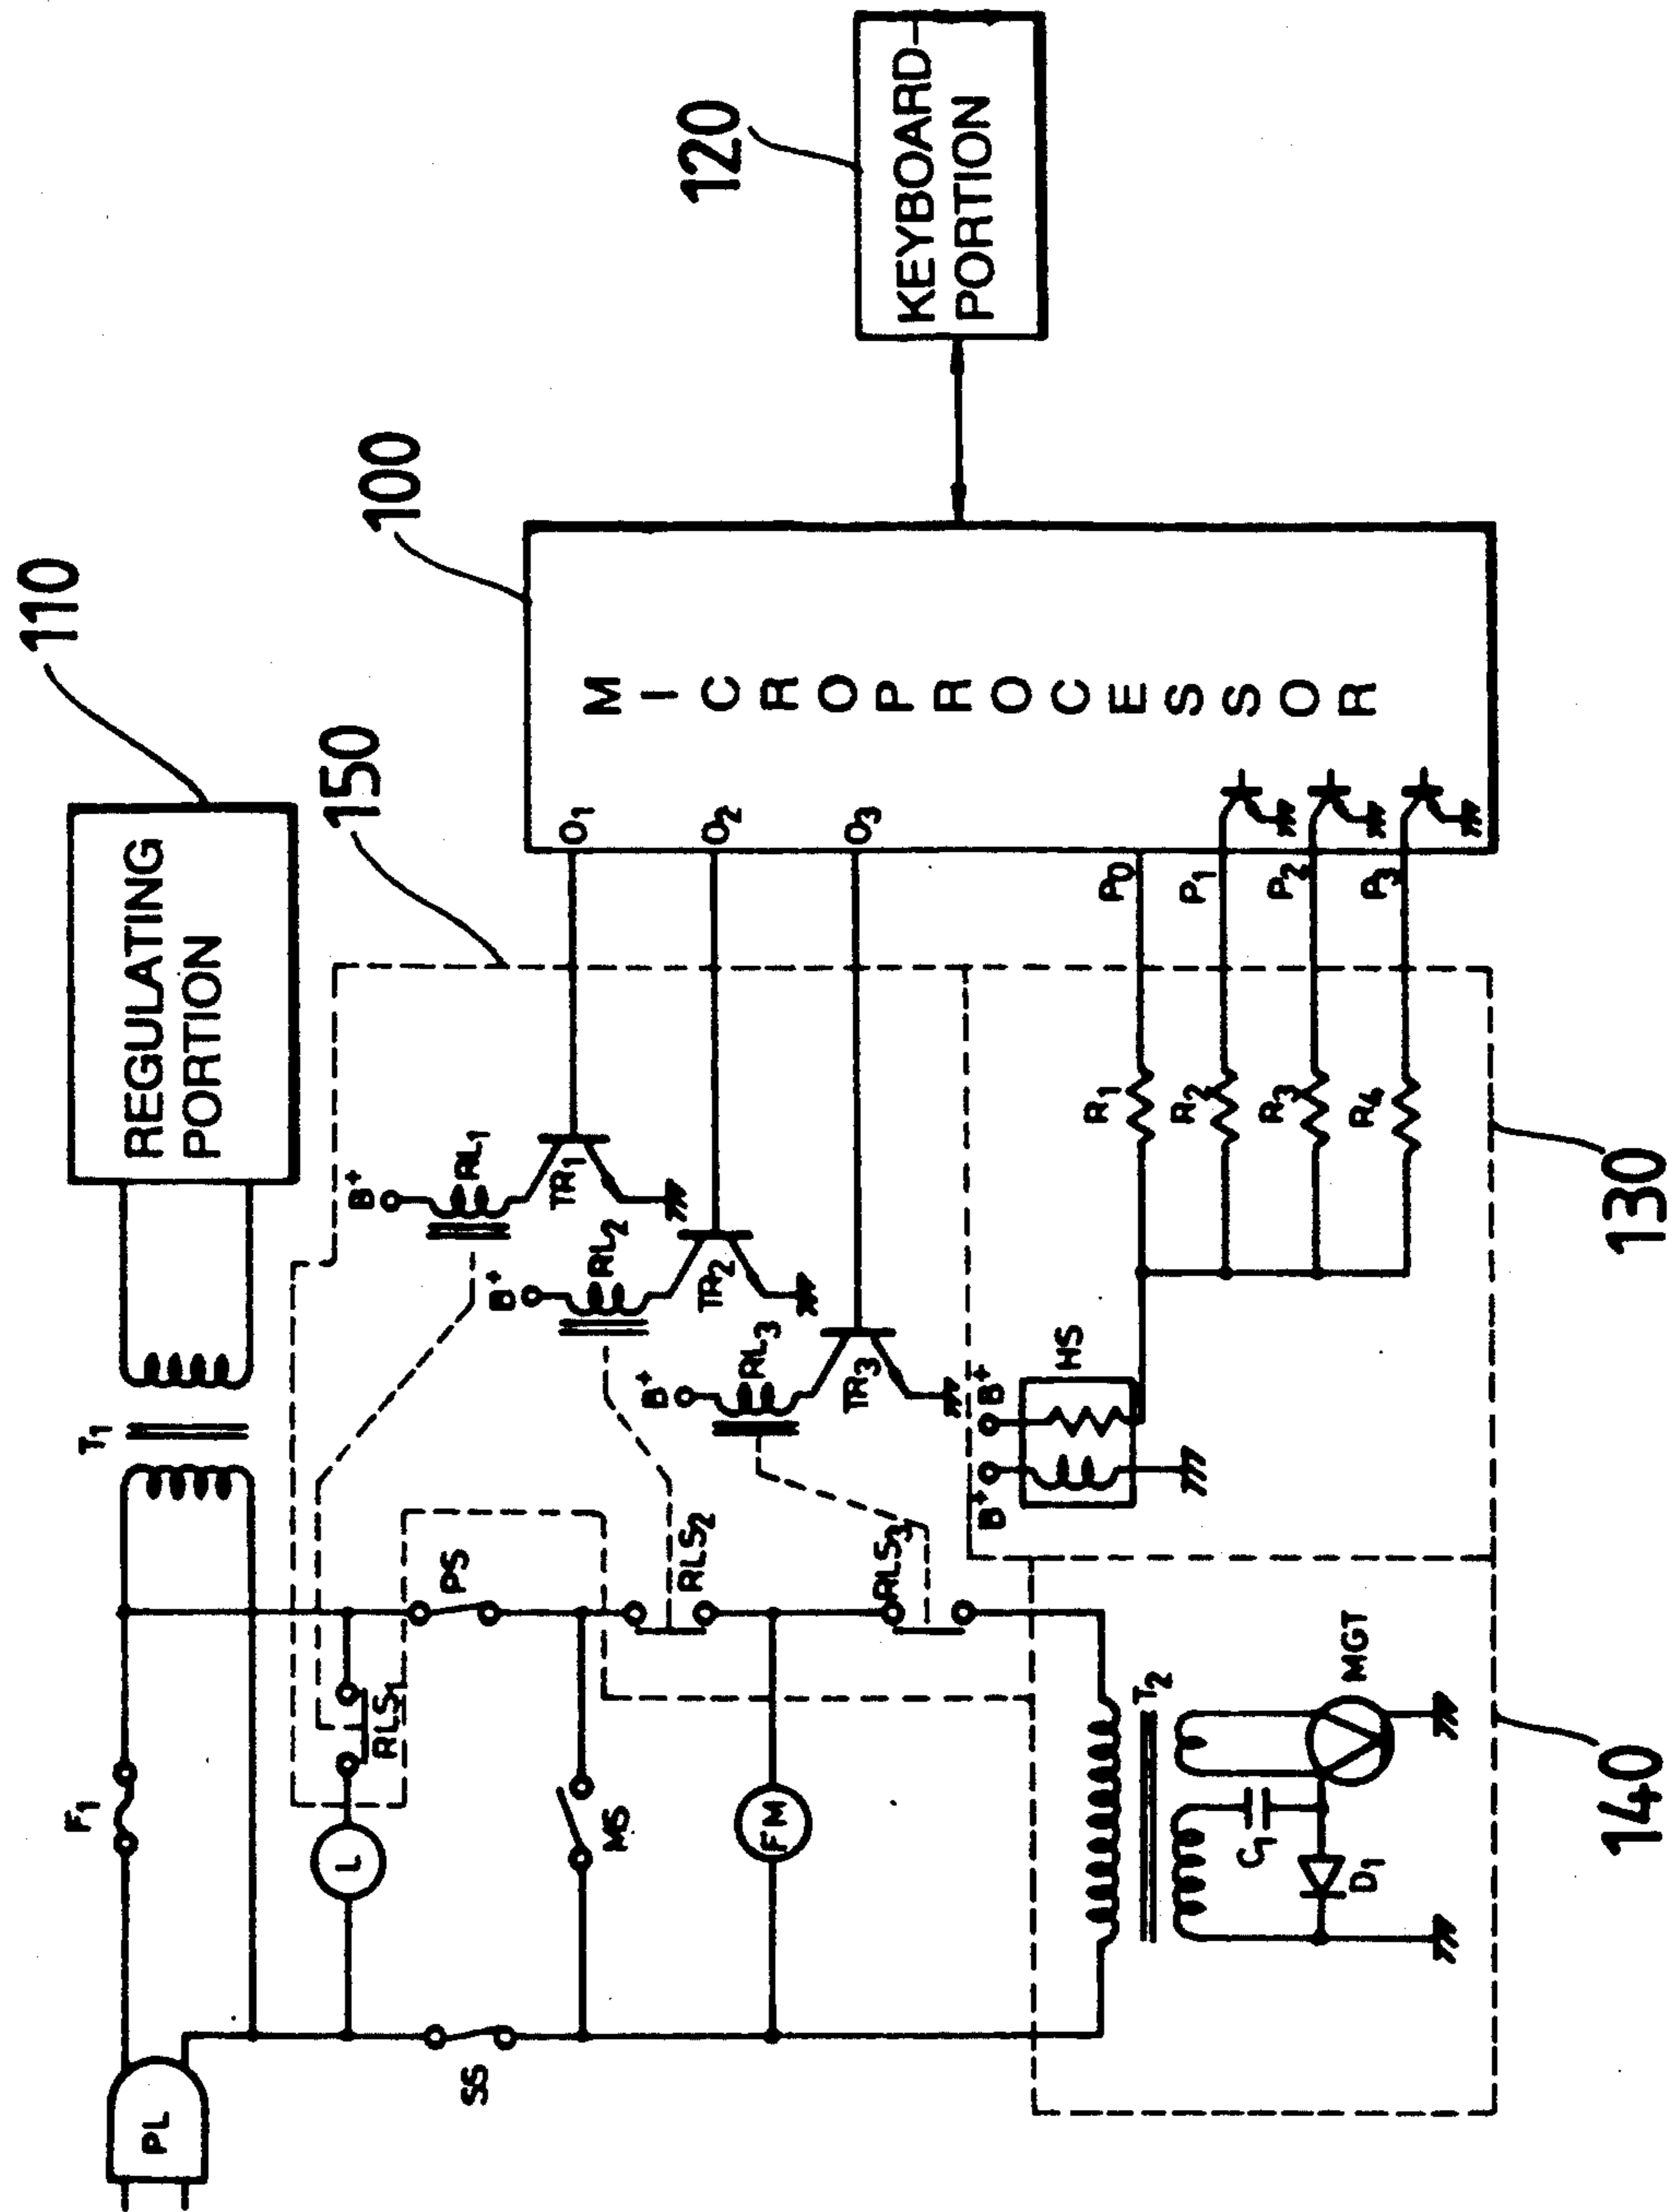 110
REGULATING
PORTION
T1
F1
PL
150
100
120
KEYBOARD
PORTION
MICROPROCESSOR
O1
O2
O3
P0
P1
P2
P3
B+
RL1
TR1
B+
RL2
TR2
B+
RL3
TR3
L
RLS1
PS
SS
MS
RLS2
FM
RLS3
B+
B+
HS
R1
R2
R3
R4
130
T2
C1
D1
MGT
140